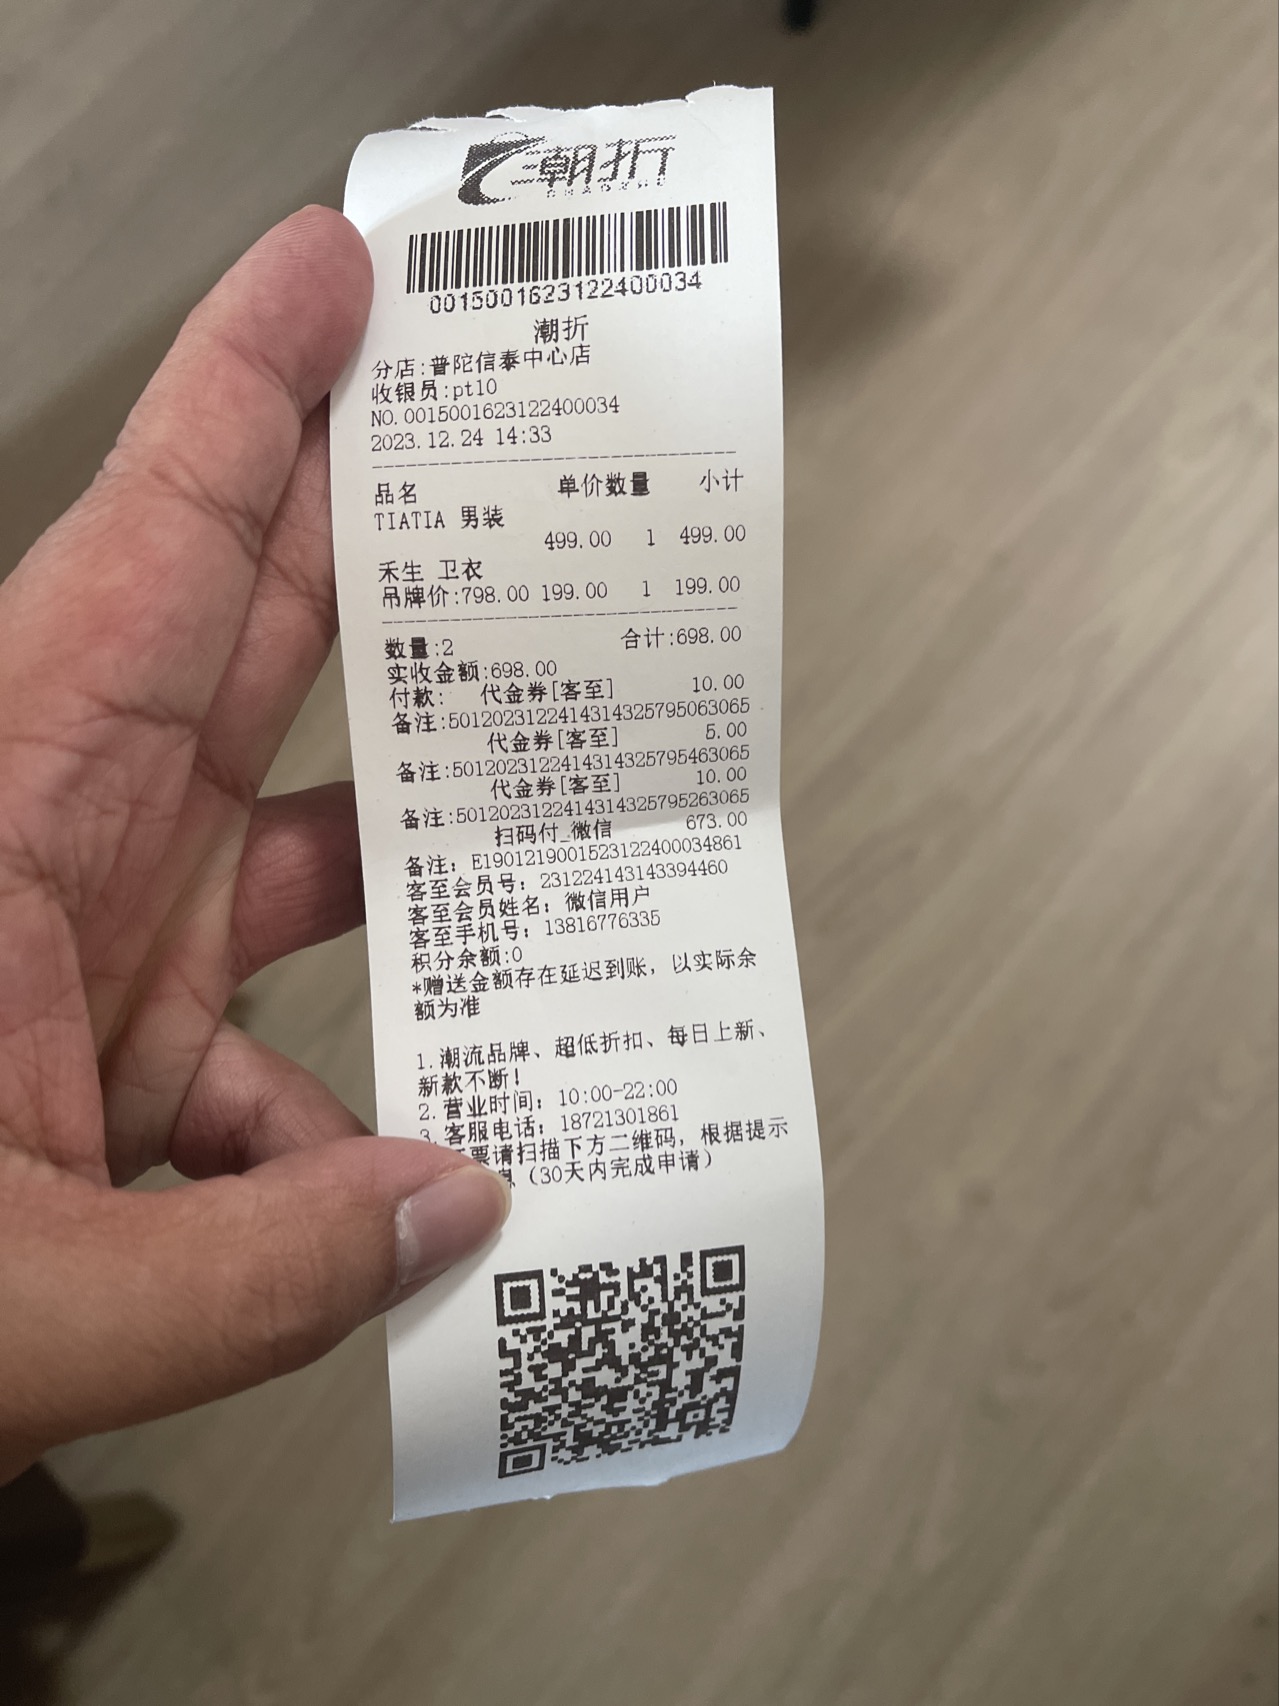 潮折
CHAOZHE
0015001623122400034
潮折
分店:普陀信泰中心店
收银员:pt10
NO.0015001623122400034
2023.12.24 14:33
品名 单价数量 小计
TIATIA 男装
499.00 1 499.00
禾生 卫衣
吊牌价:798.00 199.00 1 199.00
数量:2 合计:698.00
实收金额:698.00
付款: 代金券[客至] 10.00
备注:5012023122414314325795063065
代金券[客至] 5.00
备注:5012023122414314325795463065
代金券[客至] 10.00
备注:5012023122414314325795263065
扫码付_微信 673.00
备注: E1901219001523122400034861
客至会员号: 231224143143394460
客至会员姓名: 微信用户
客至手机号: 13816776335
积分余额:0
*赠送金额存在延迟到账, 以实际余
额为准
1.潮流品牌、超低折扣、每日上新、
新款不断!
2.营业时间: 10:00-22:00
3.客服电话: 18721301861
票请扫描下方二维码, 根据提示
(30天内完成申请)